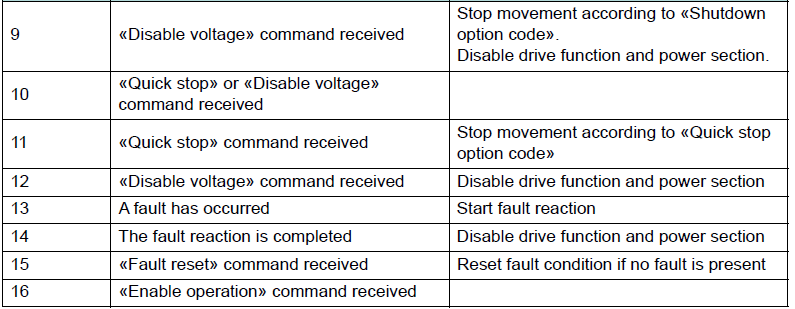 9 «Disable voltage» command received Stop movement according to «Shutdown
option code».
Disable drive function and power section.
10 «Quick stop» or «Disable voltage»
command received
11 «Quick stop» command received Stop movement according to «Quick stop
option code»
12 «Disable voltage» command received Disable drive function and power section
13 A fault has occurred Start fault reaction
14 The fault reaction is completed Disable drive function and power section
15 «Fault reset» command received Reset fault condition if no fault is present
16 «Enable operation» command received